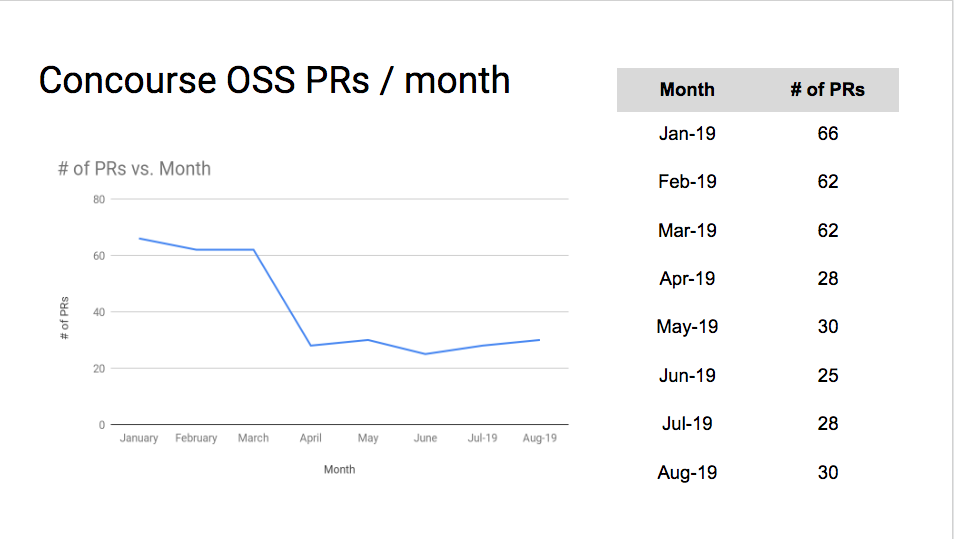 Concourse OSS PRs / month
# of PRs vs. Month
80
60
40
20
0
# of PRs
January February March April May June Jul-19 Aug-19
Month
Month # of PRs
Jan-19 66
Feb-19 62
Mar-19 62
Apr-19 28
May-19 30
Jun-19 25
Jul-19 28
Aug-19 30